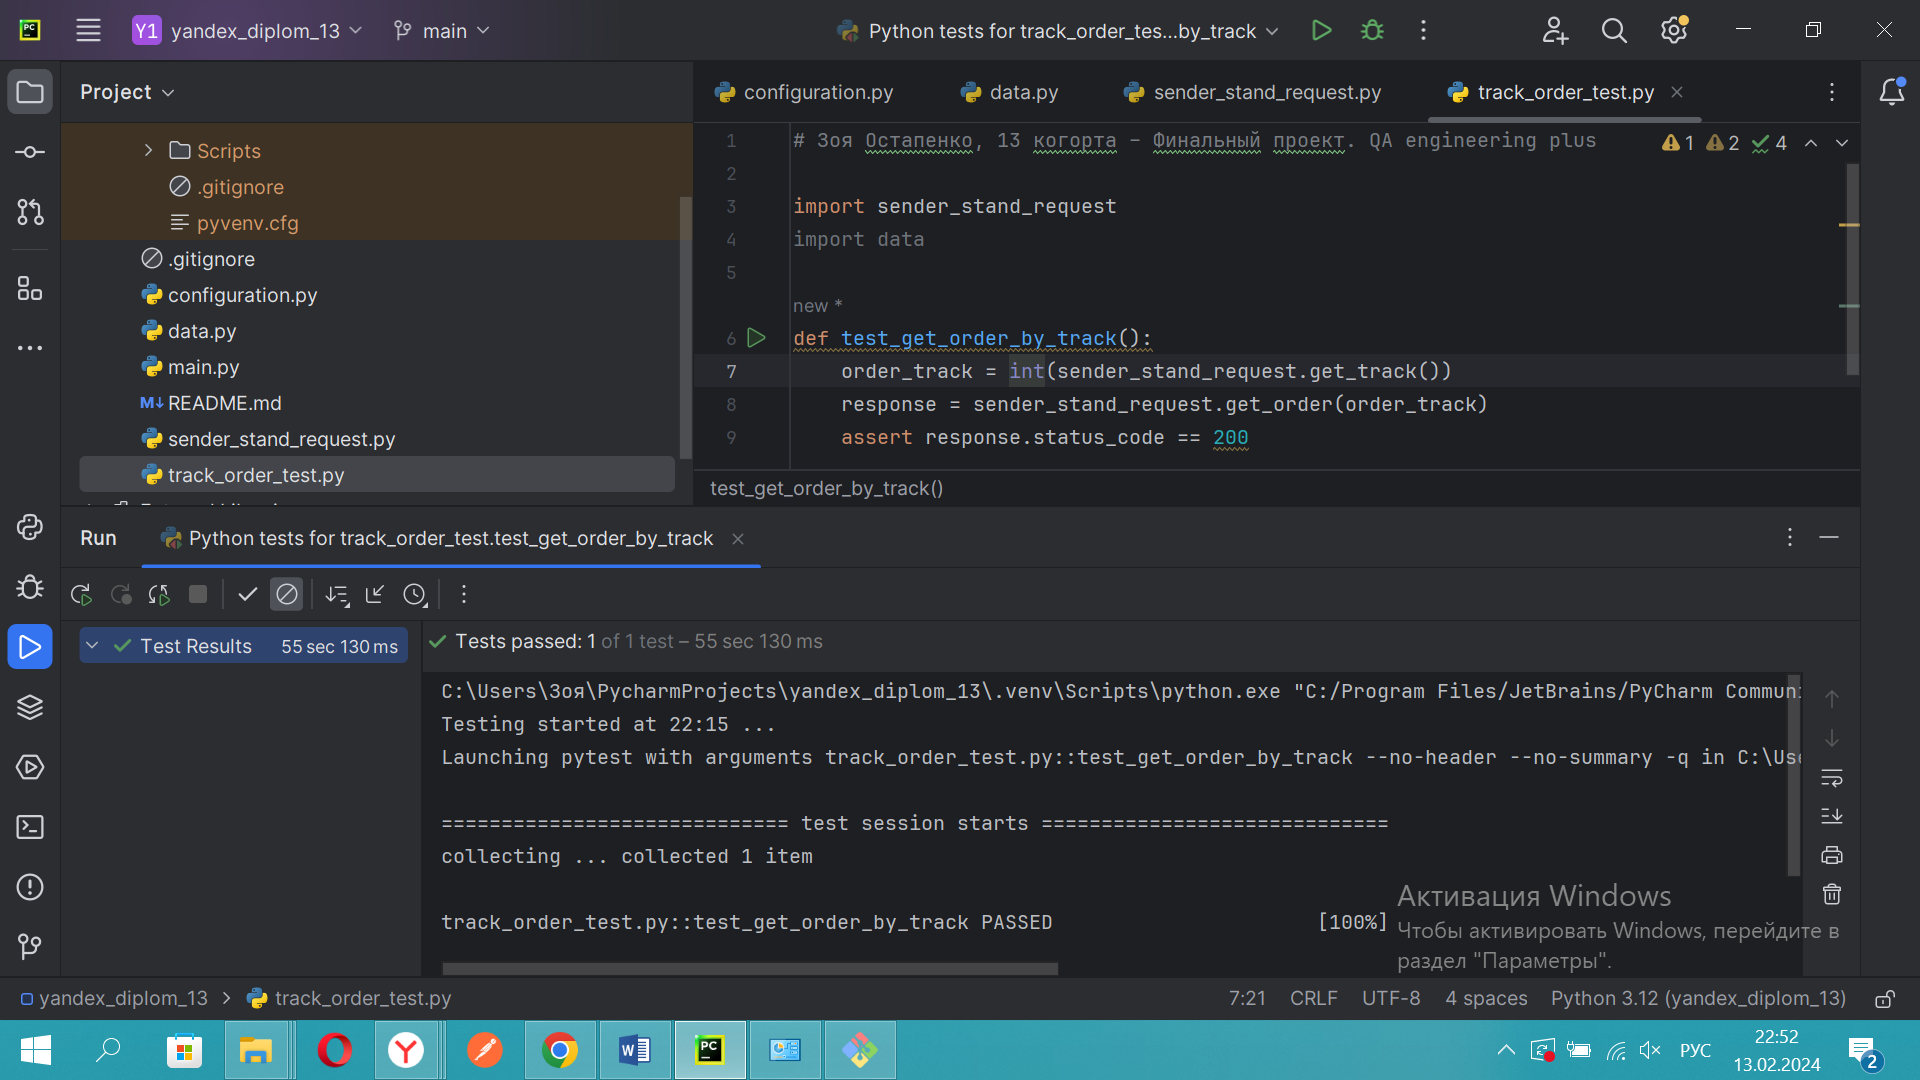 Y1 yandex_diplom_13 main Python tests for track_order_tes...by_track
Project
configuration.py data.py sender_stand_request.py track_order_test.py
Scripts
.gitignore
pyvenv.cfg
.gitignore
configuration.py
data.py
main.py
M↓ README.md
sender_stand_request.py
track_order_test.py
1 # Зоя Остапенко, 13 когорта – Финальный проект. QA engineering plus
1 2 4
2
3 import sender_stand_request
4 import data
5
new *
6 def test_get_order_by_track():
7 order_track = int(sender_stand_request.get_track())
8 response = sender_stand_request.get_order(order_track)
9 assert response.status_code == 200
test_get_order_by_track()
Run Python tests for track_order_test.test_get_order_by_track
Test Results 55 sec 130 ms
Tests passed: 1 of 1 test – 55 sec 130 ms
C:\Users\Зоя\PycharmProjects\yandex_diplom_13\.venv\Scripts\python.exe "C:/Program Files/JetBrains/PyCharm Commun
Testing started at 22:15 ...
Launching pytest with arguments track_order_test.py::test_get_order_by_track --no-header --no-summary -q in C:\Use
============================= test session starts =============================
collecting ... collected 1 item
track_order_test.py::test_get_order_by_track PASSED [100%]
Активация Windows
Чтобы активировать Windows, перейдите в
раздел "Параметры".
yandex_diplom_13 > track_order_test.py
7:21 CRLF UTF-8 4 spaces Python 3.12 (yandex_diplom_13)
РУС
22:52
13.02.2024
2